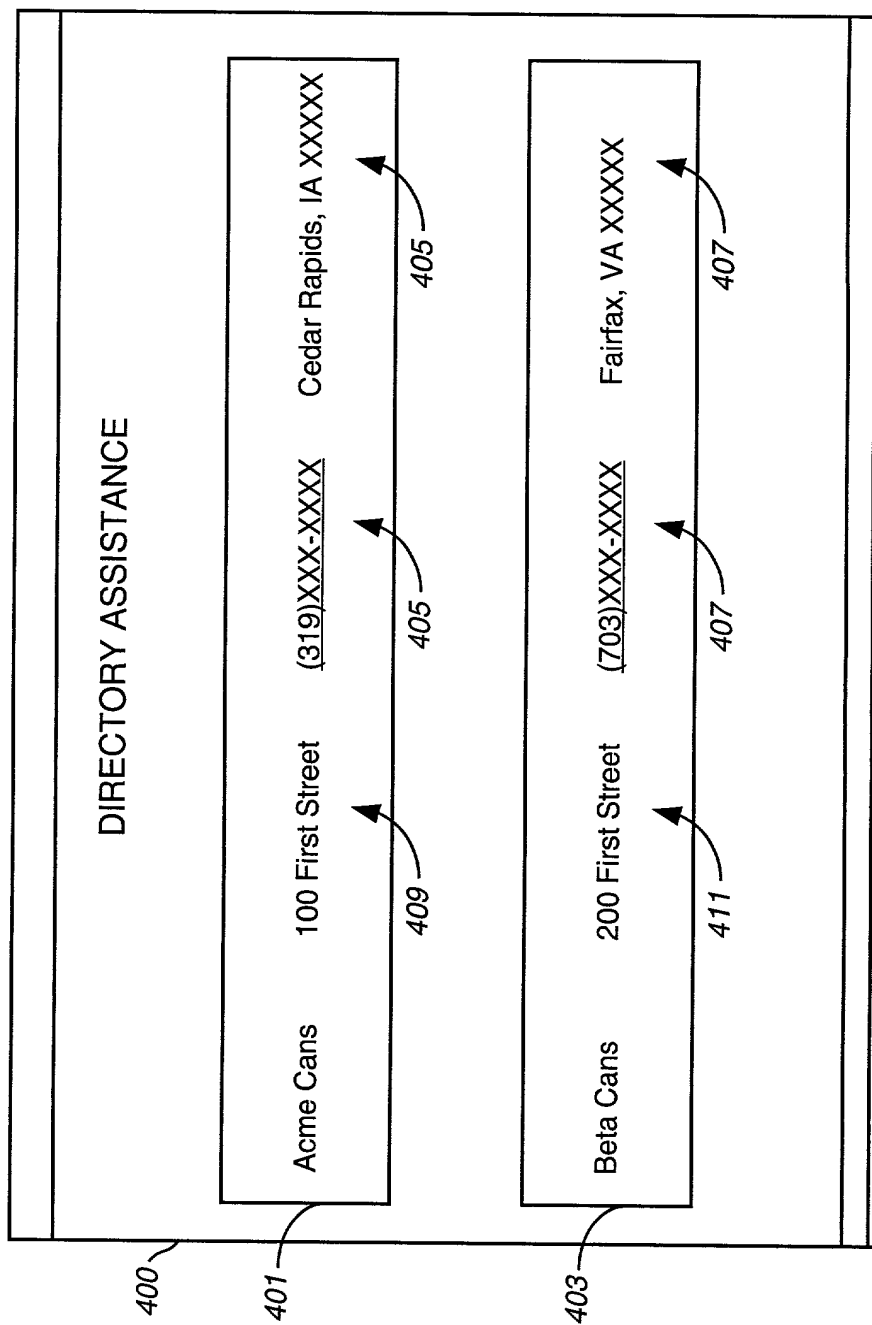 400
DIRECTORY ASSISTANCE
401
Acme Cans 100 First Street (319)XXX-XXXX Cedar Rapids, IA XXXXX
409 405 405
403
Beta Cans 200 First Street (703)XXX-XXXX Fairfax, VA XXXXX
411 407 407